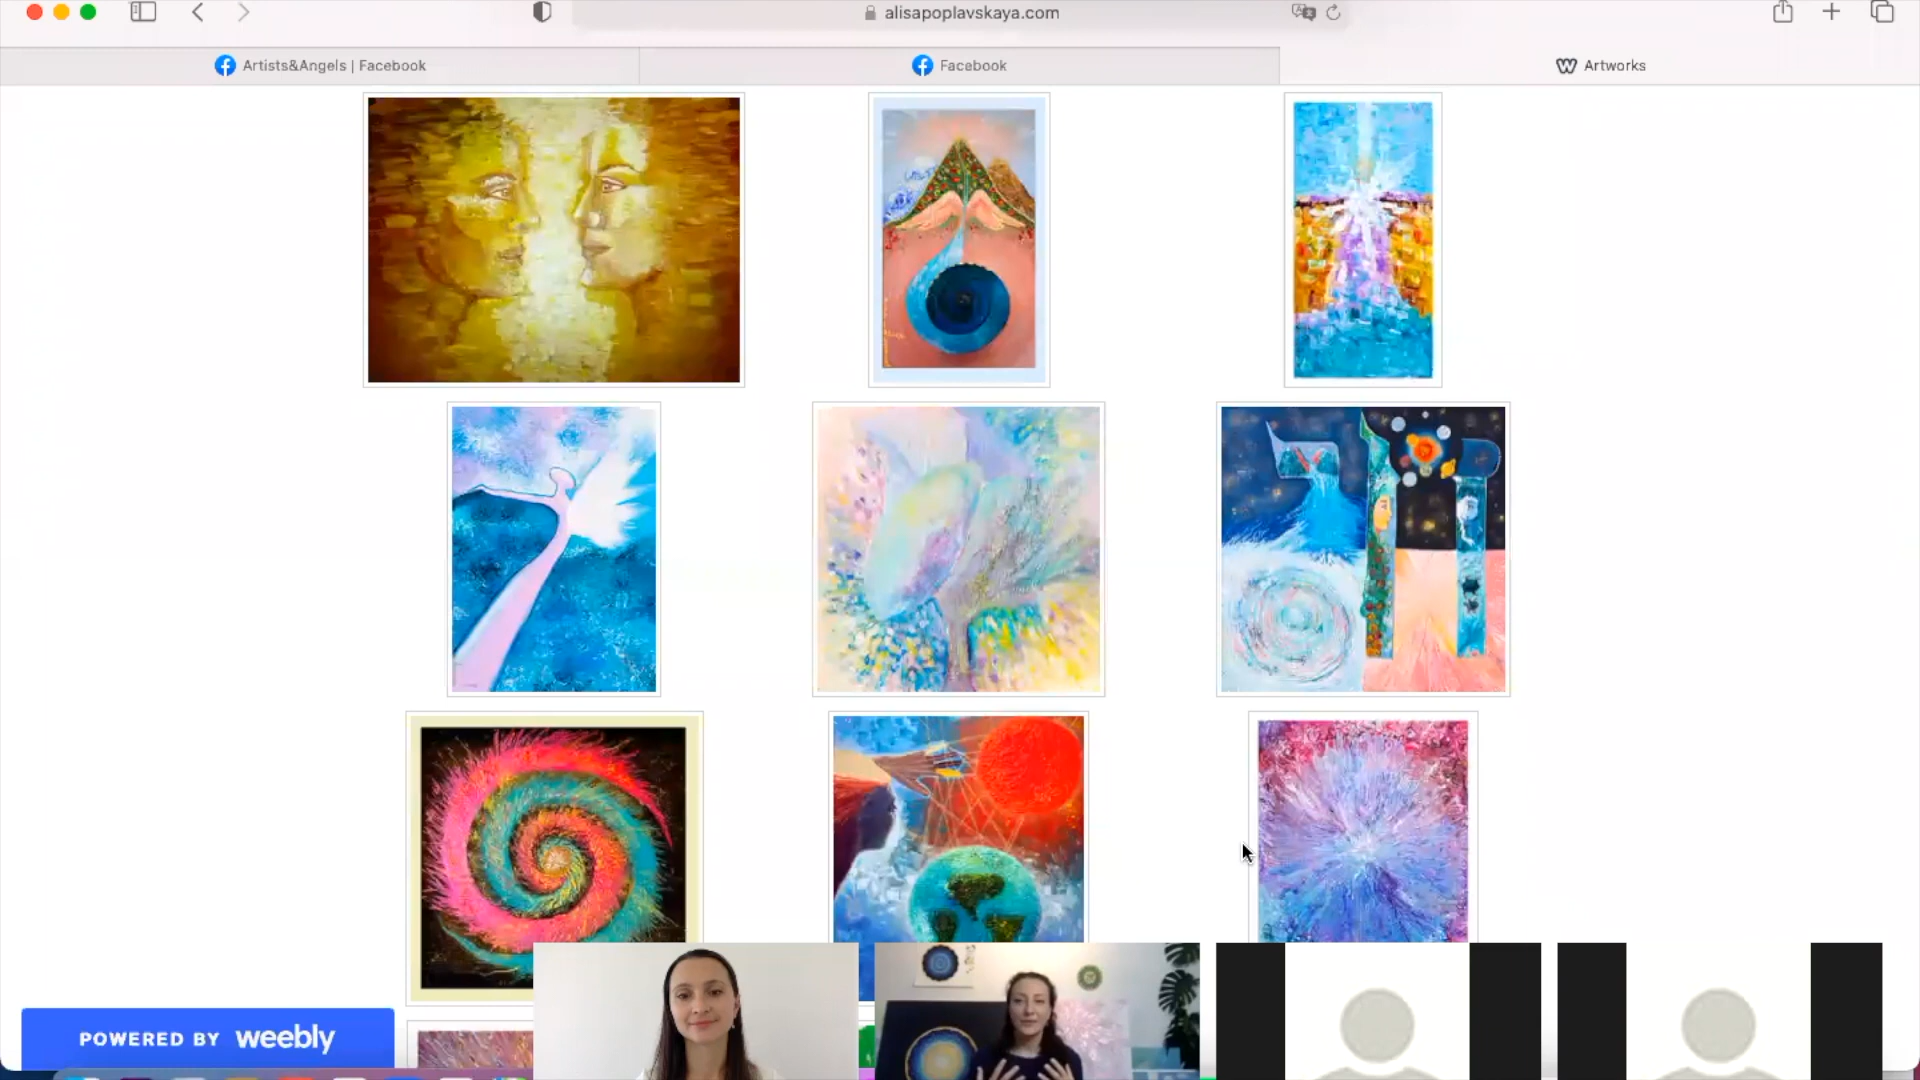 alisapoplavskaya.com
Artists&Angels | Facebook
Facebook
Artworks
POWERED BY weebly